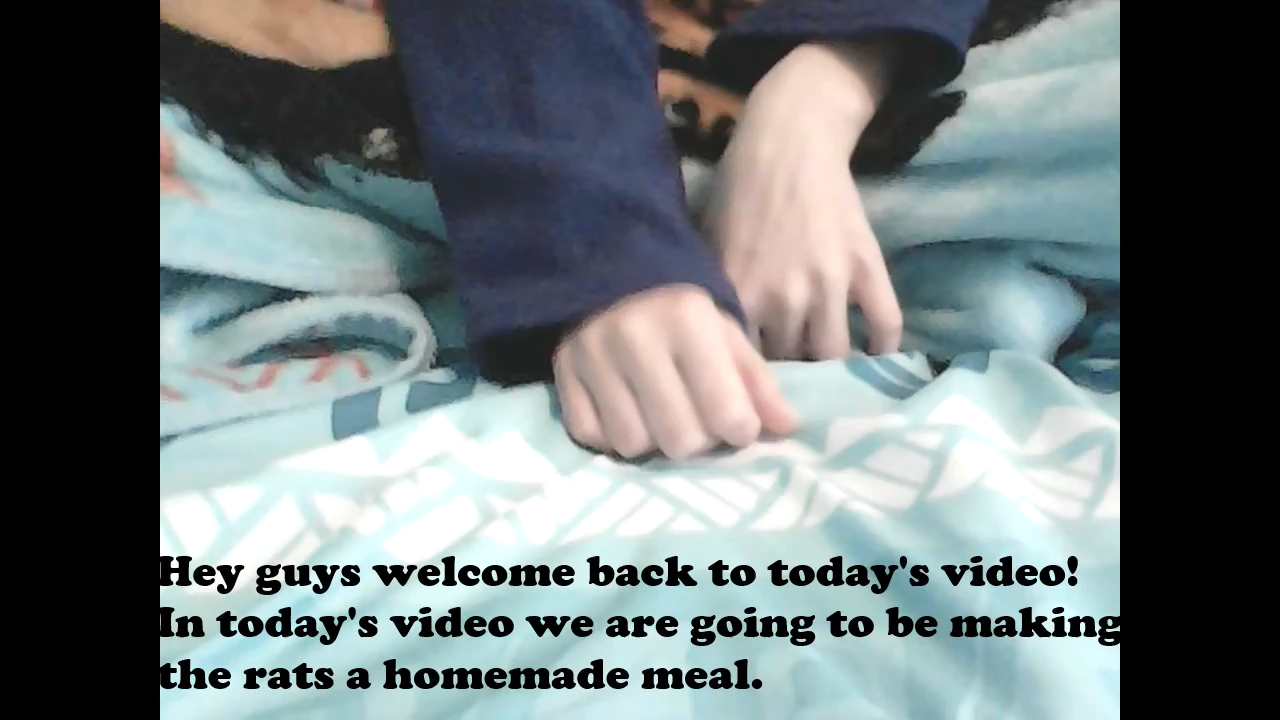 Hey guys welcome back to today's video!
In today's video we are going to be making
the rats a homemade meal.